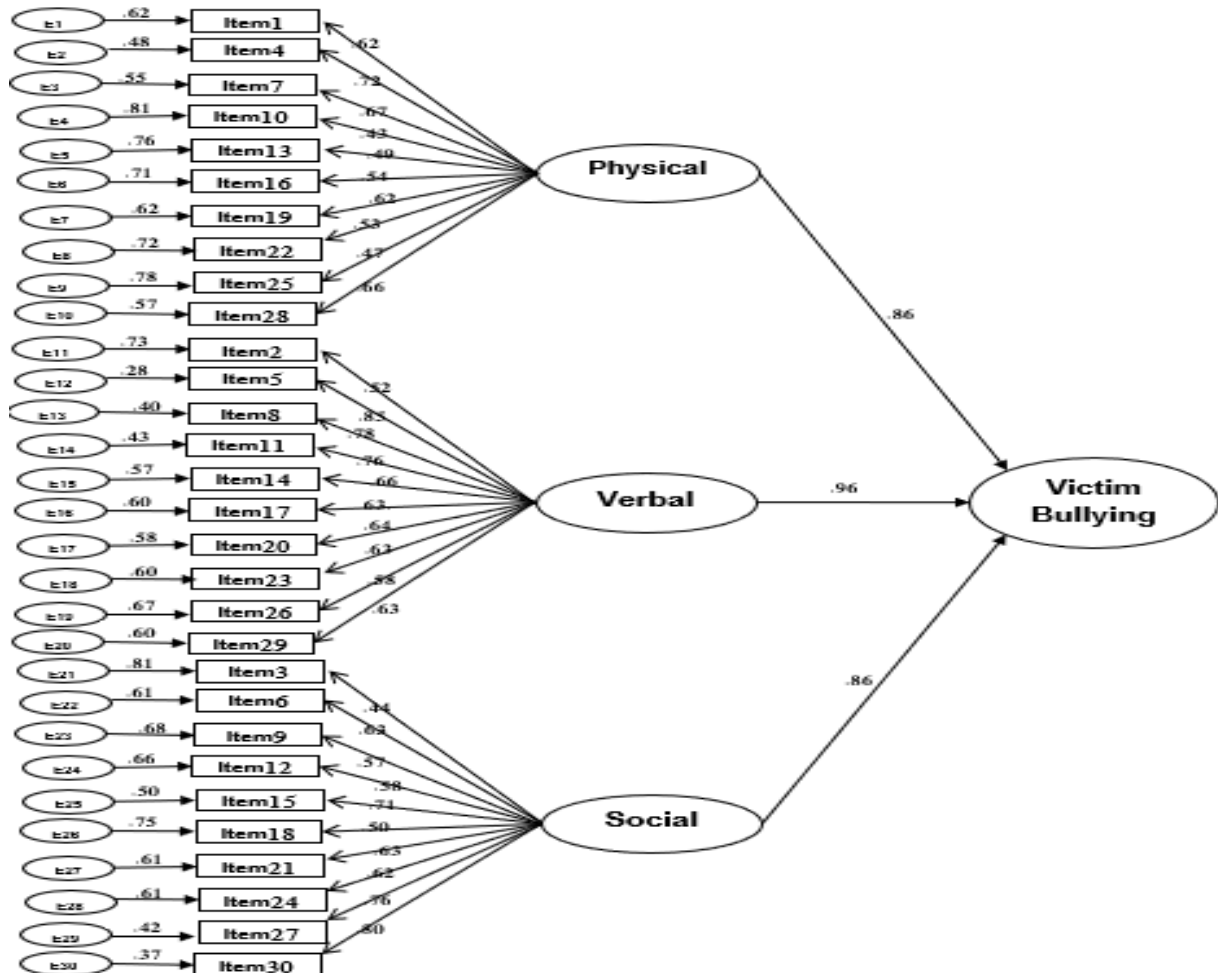 E1 .62 Item1 .62
E2 .48 Item4 .72
E3 .55 Item7 .67
E4 .81 Item10 .43
E5 .76 Item13 .49
E6 .71 Item16 .54
E7 .62 Item19 .62
E8 .72 Item22 .53
E9 .78 Item25 .47
E10 .57 Item28 .66
Physical .86
E11 .73 Item2 .52
E12 .28 Item5 .85
E13 .40 Item8 .78
E14 .43 Item11 .76
E15 .57 Item14 .66
E16 .60 Item17 .63
E17 .58 Item20 .64
E18 .60 Item23 .63
E19 .67 Item26 .58
E20 .60 Item29 .63
Verbal .96
Victim
Bullying
E21 .81 Item3 .44
E22 .61 Item6 .63
E23 .68 Item9 .57
E24 .66 Item12 .58
E25 .50 Item15 .71
E26 .75 Item18 .50
E27 .61 Item21 .63
E28 .61 Item24 .62
E29 .42 Item27 .76
E30 .37 Item30 .80
Social .86